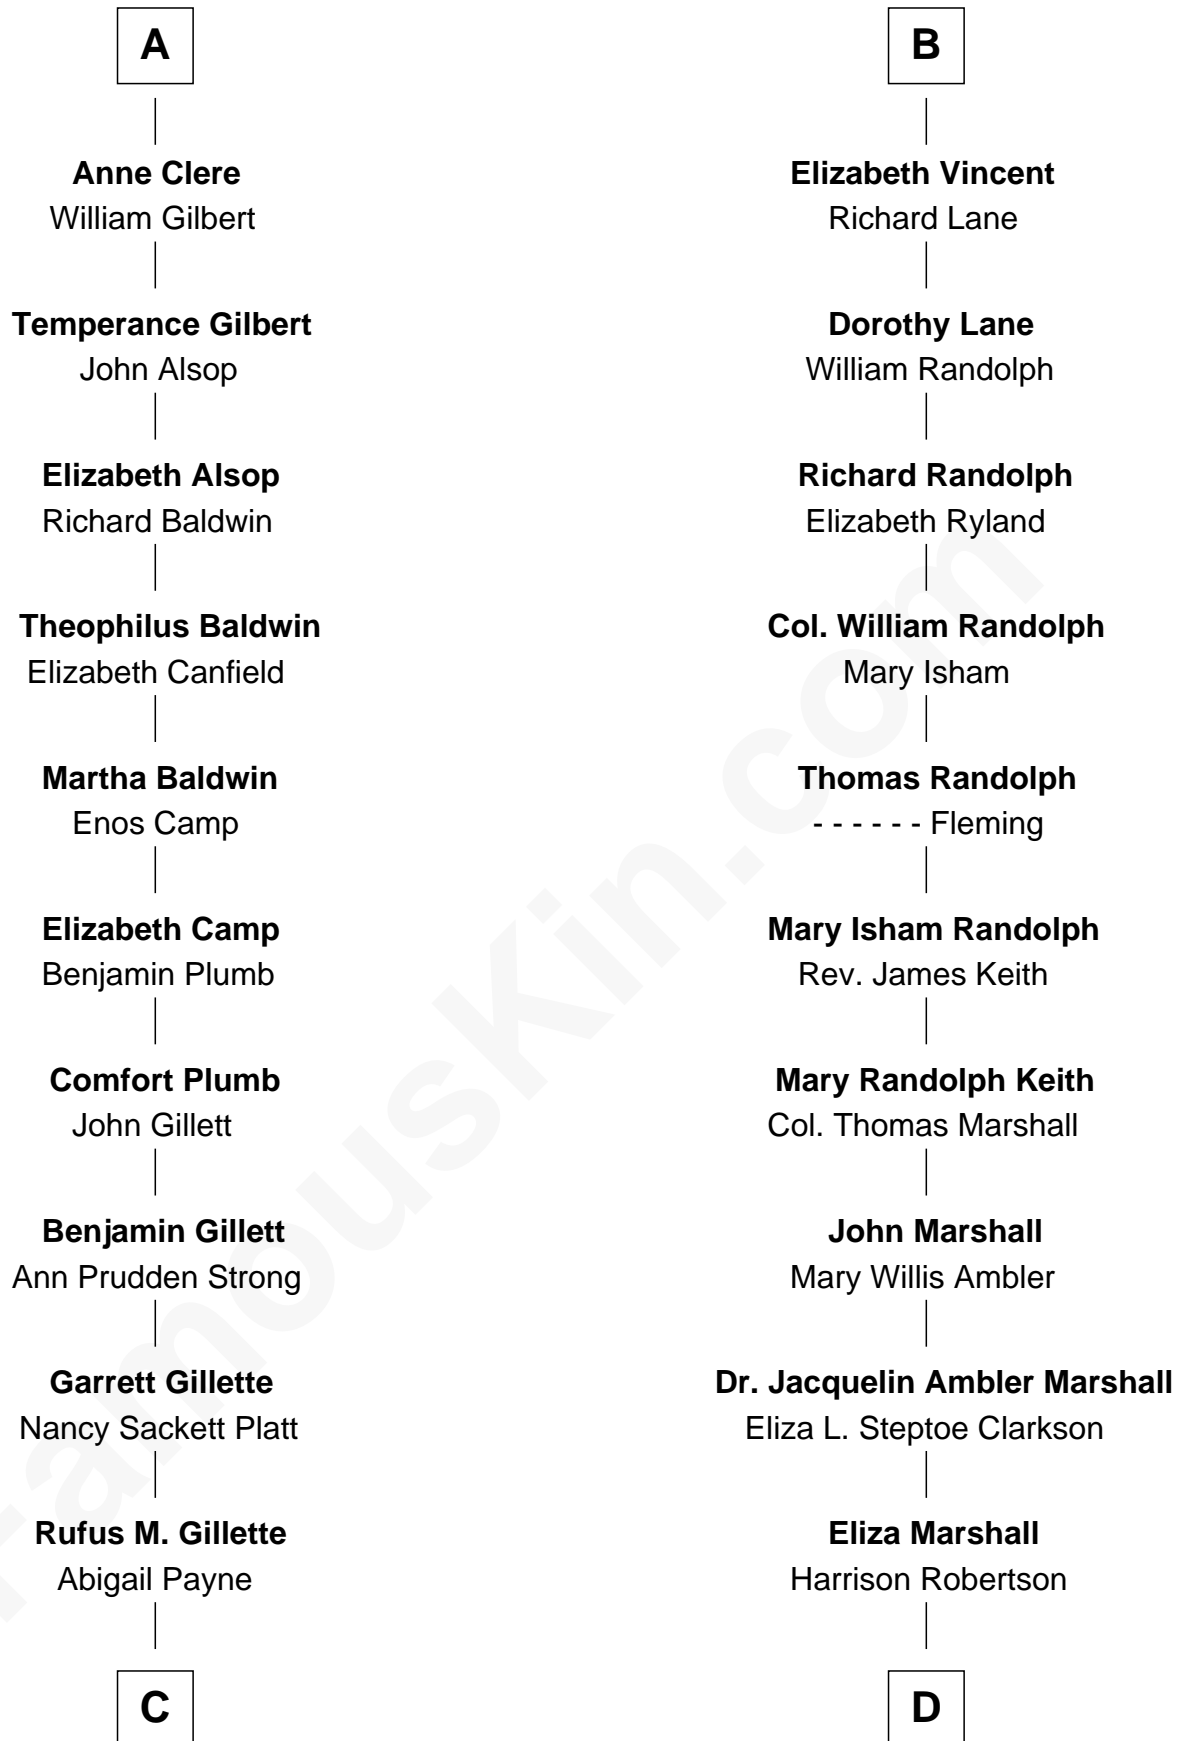 A
Anne Clere
William Gilbert
Temperance Gilbert
John Alsop
Elizabeth Alsop
Richard Baldwin
Theophilus Baldwin
Elizabeth Canfield
Martha Baldwin
Enos Camp
Elizabeth Camp
Benjamin Plumb
Comfort Plumb
John Gillett
Benjamin Gillett
Ann Prudden Strong
Garrett Gillette
Nancy Sackett Platt
Rufus M. Gillette
Abigail Payne
C
B
Elizabeth Vincent
Richard Lane
Dorothy Lane
William Randolph
Richard Randolph
Elizabeth Ryland
Col. William Randolph
Mary Isham
Thomas Randolph
- - - - - - Fleming
Mary Isham Randolph
Rev. James Keith
Mary Randolph Keith
Col. Thomas Marshall
John Marshall
Mary Willis Ambler
Dr. Jacquelin Ambler Marshall
Eliza L. Steptoe Clarkson
Eliza Marshall
Harrison Robertson
D
FamousKin.com